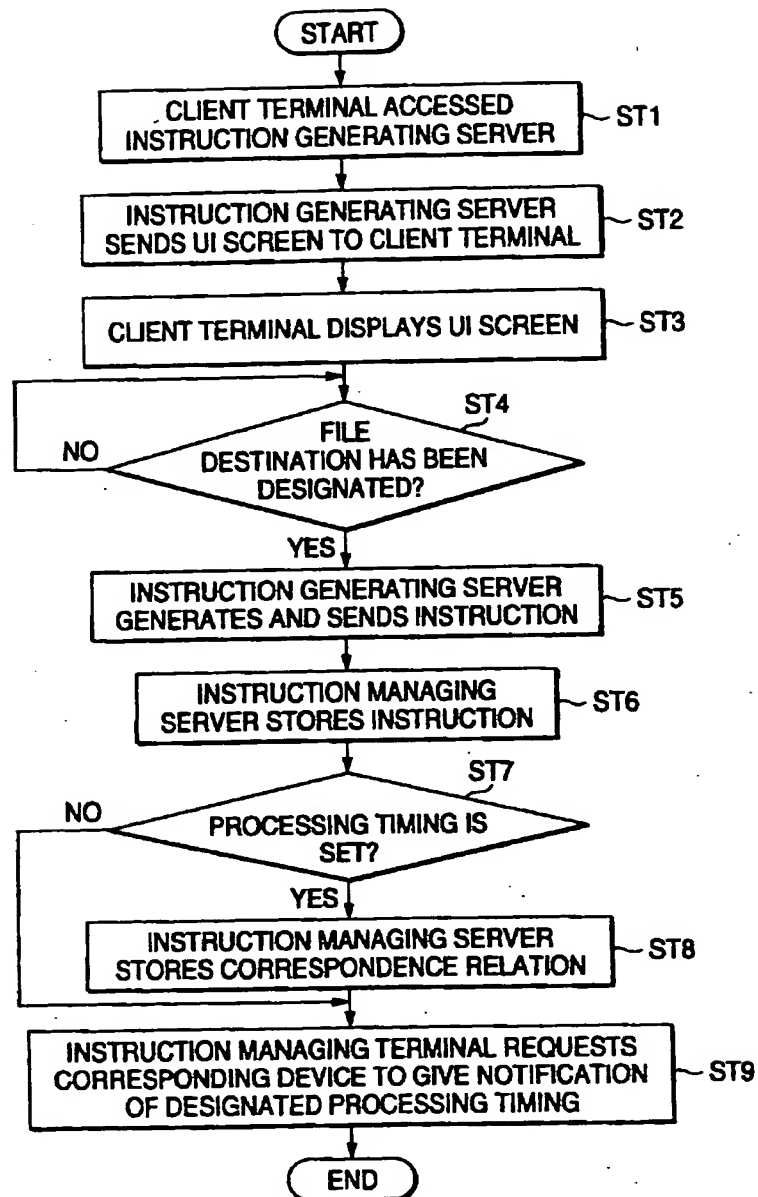 START
CLIENT TERMINAL ACCESSED
INSTRUCTION GENERATING SERVER
ST1
INSTRUCTION GENERATING SERVER
SENDS UI SCREEN TO CLIENT TERMINAL
ST2
CLIENT TERMINAL DISPLAYS UI SCREEN
ST3
ST4
NO
FILE
DESTINATION HAS BEEN
DESIGNATED?
YES
INSTRUCTION GENERATING SERVER
GENERATES AND SENDS INSTRUCTION
ST5
INSTRUCTION MANAGING
SERVER STORES INSTRUCTION
ST6
ST7
NO
PROCESSING TIMING IS
SET?
YES
INSTRUCTION MANAGING SERVER
STORES CORRESPONDENCE RELATION
ST8
INSTRUCTION MANAGING TERMINAL REQUESTS
CORRESPONDING DEVICE TO GIVE NOTIFICATION
OF DESIGNATED PROCESSING TIMING
ST9
END